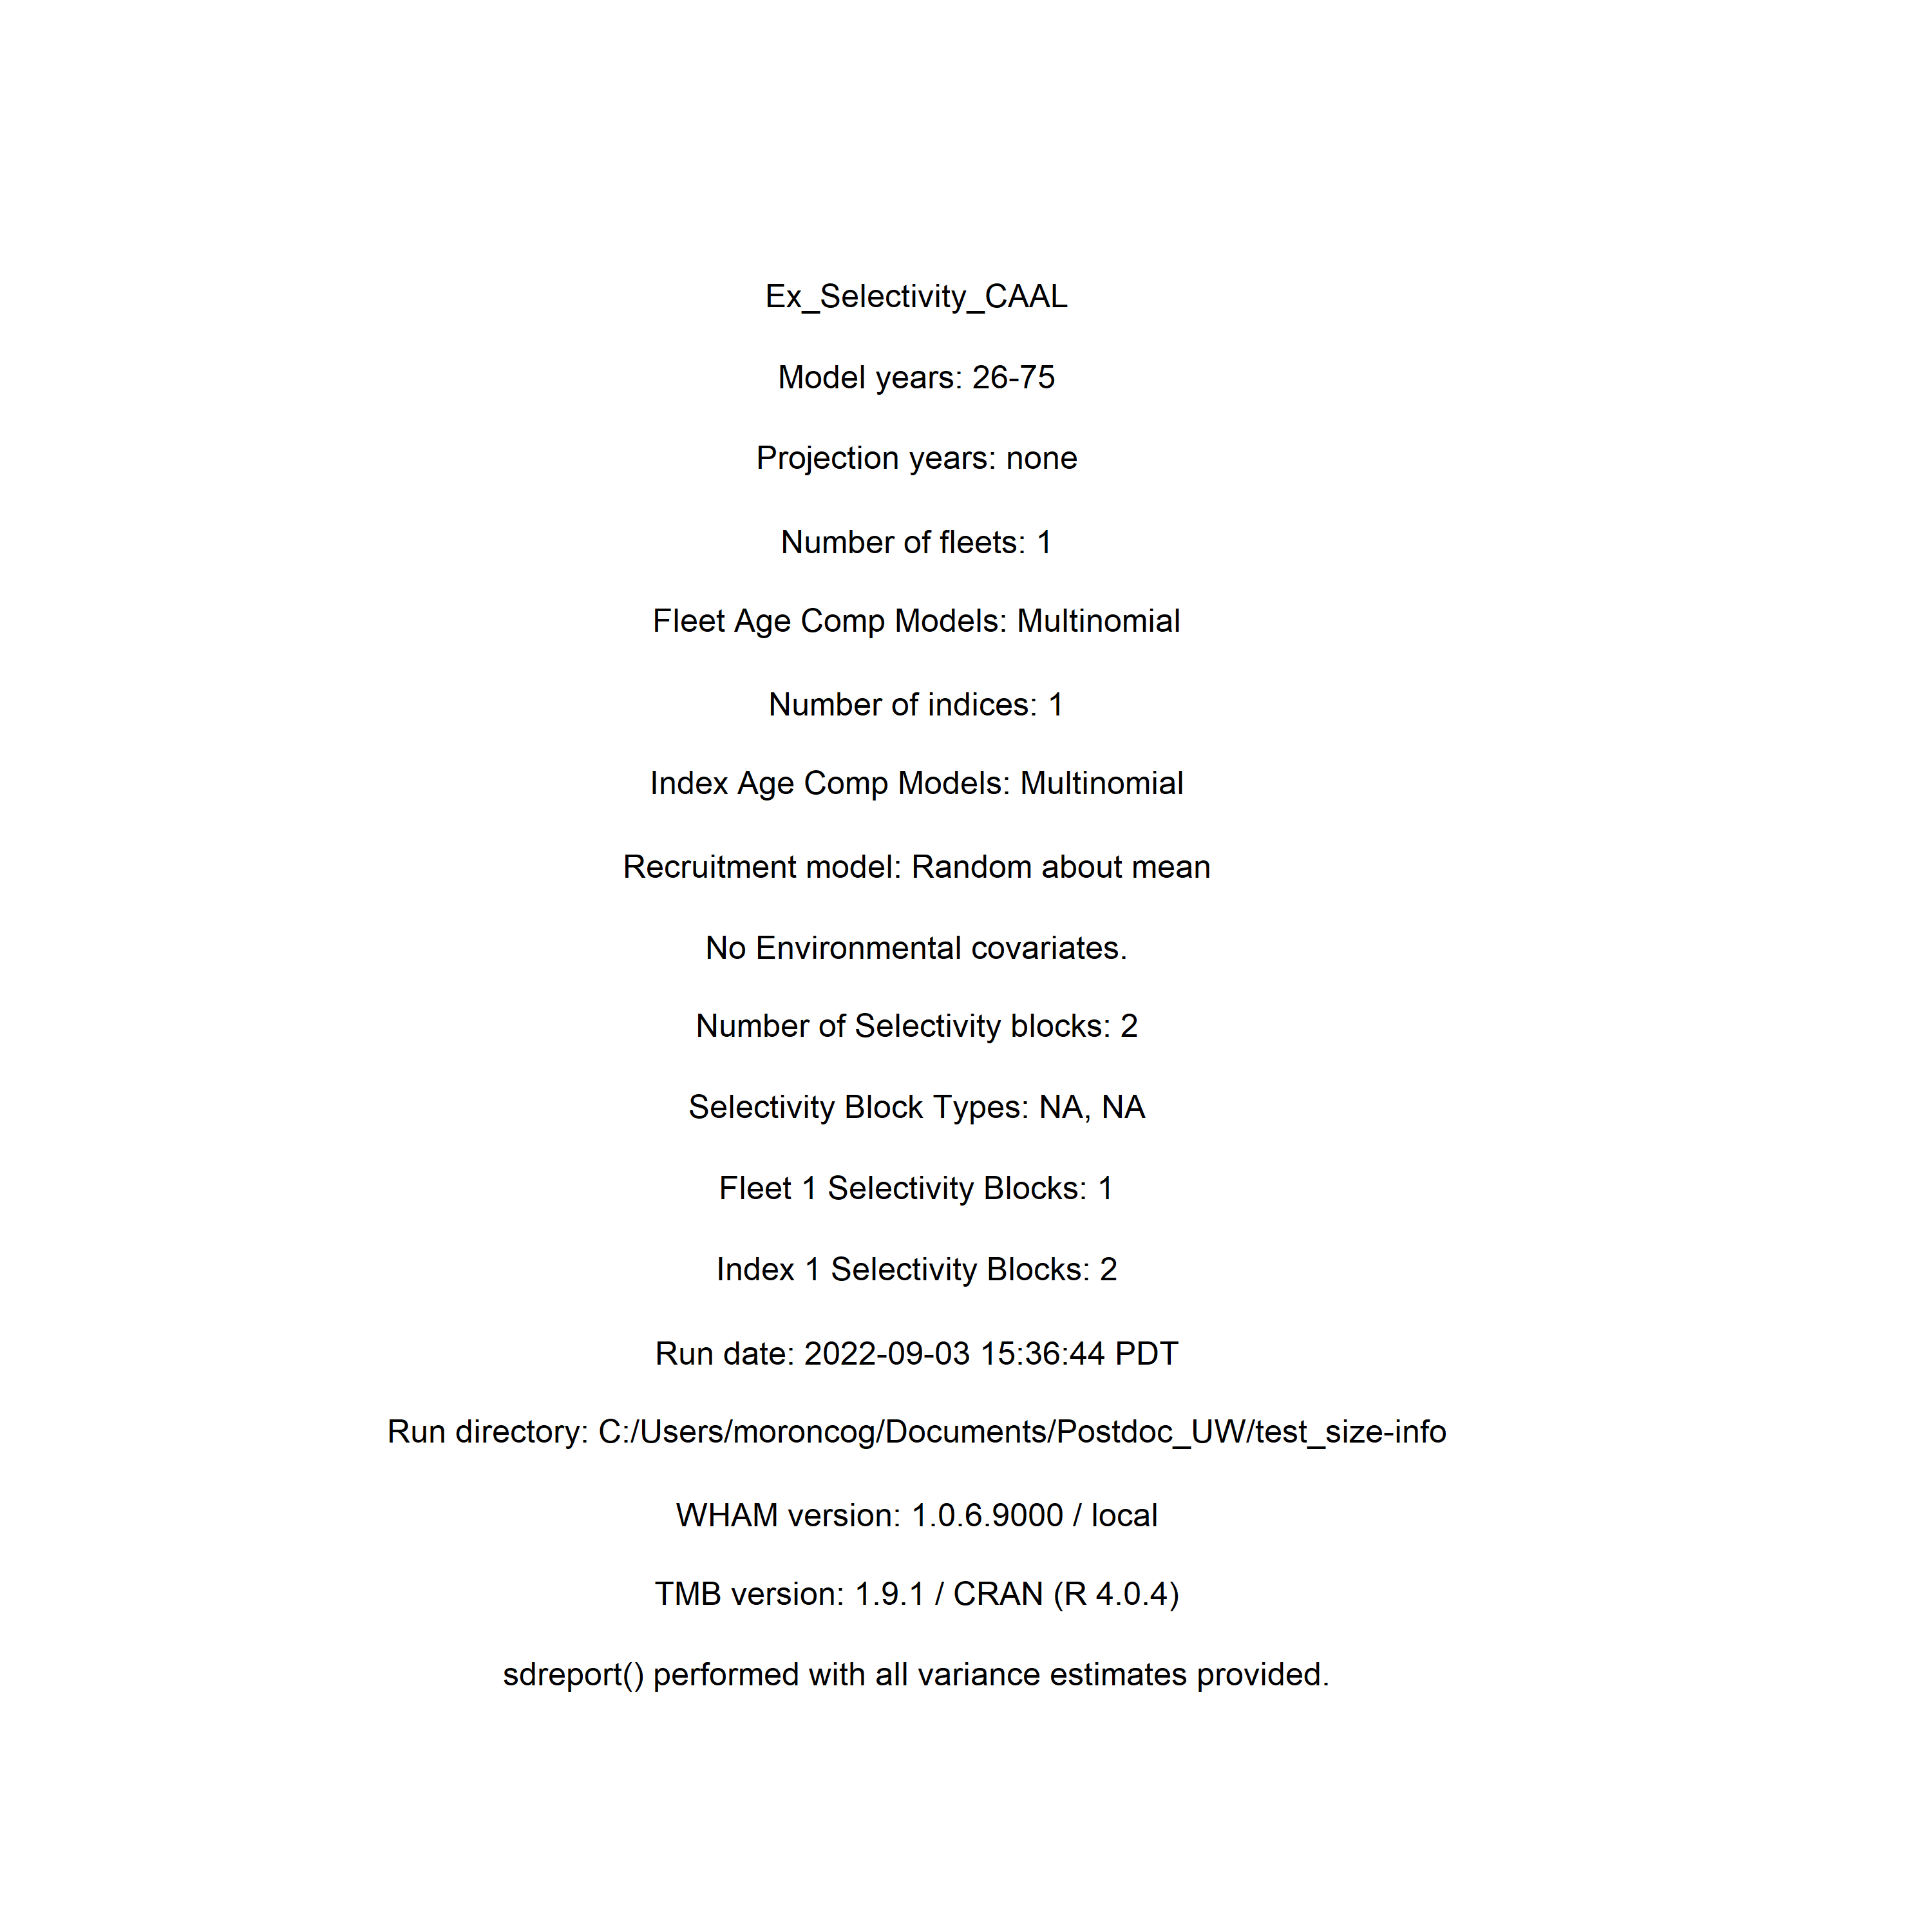 Ex_Selectivity_CAAL
Model years: 26-75
Projection years: none
Number of fleets: 1
Fleet Age Comp Models: Multinomial
Number of indices: 1
Index Age Comp Models: Multinomial
Recruitment model: Random about mean
No Environmental covariates.
Number of Selectivity blocks: 2
Selectivity Block Types: NA, NA
Fleet 1 Selectivity Blocks: 1
Index 1 Selectivity Blocks: 2
Run date: 2022-09-03 15:36:44 PDT
Run directory: C:/Users/moroncog/Documents/Postdoc_UW/test_size-info
WHAM version: 1.0.6.9000 / local
TMB version: 1.9.1 / CRAN (R 4.0.4)
sdreport() performed with all variance estimates provided.